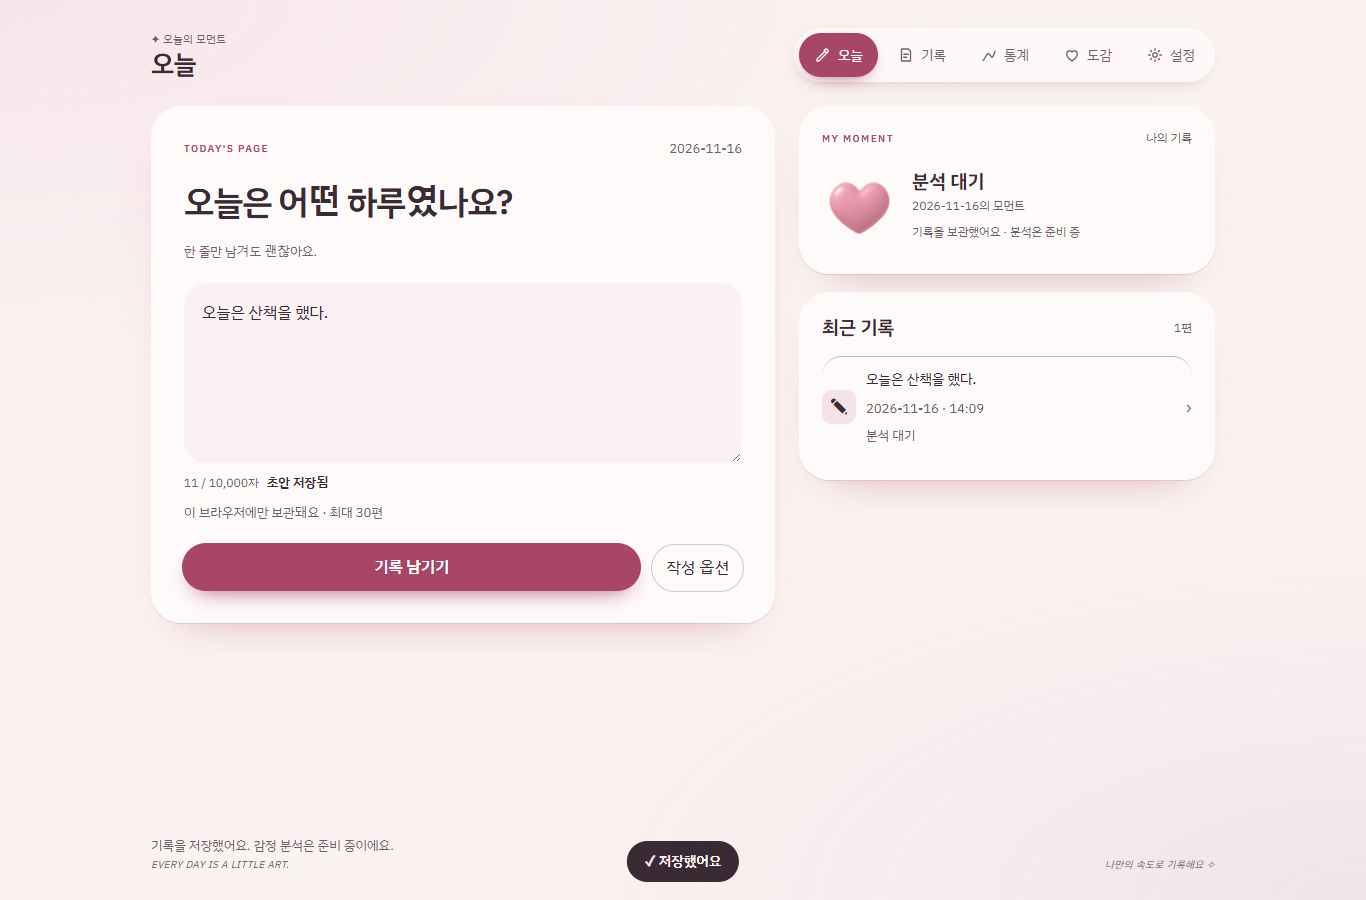 ✦ 오늘의 모먼트
오늘
오늘
기록
통계
도감
설정
TODAY'S PAGE
2026-11-16
오늘은 어떤 하루였나요?
한 줄만 남겨도 괜찮아요.
오늘은 산책을 했다.
11 / 10,000자 초안 저장됨
이 브라우저에만 보관돼요 · 최대 30편
기록 남기기
작성 옵션
MY MOMENT
나의 기록
분석 대기
2026-11-16의 모먼트
기록을 보관했어요 · 분석은 준비 중
최근 기록
1편
오늘은 산책을 했다.
2026-11-16 · 14:09
분석 대기
›
기록을 저장했어요. 감정 분석은 준비 중이에요.
EVERY DAY IS A LITTLE ART.
✓ 저장했어요
나만의 속도로 기록해요 ✧